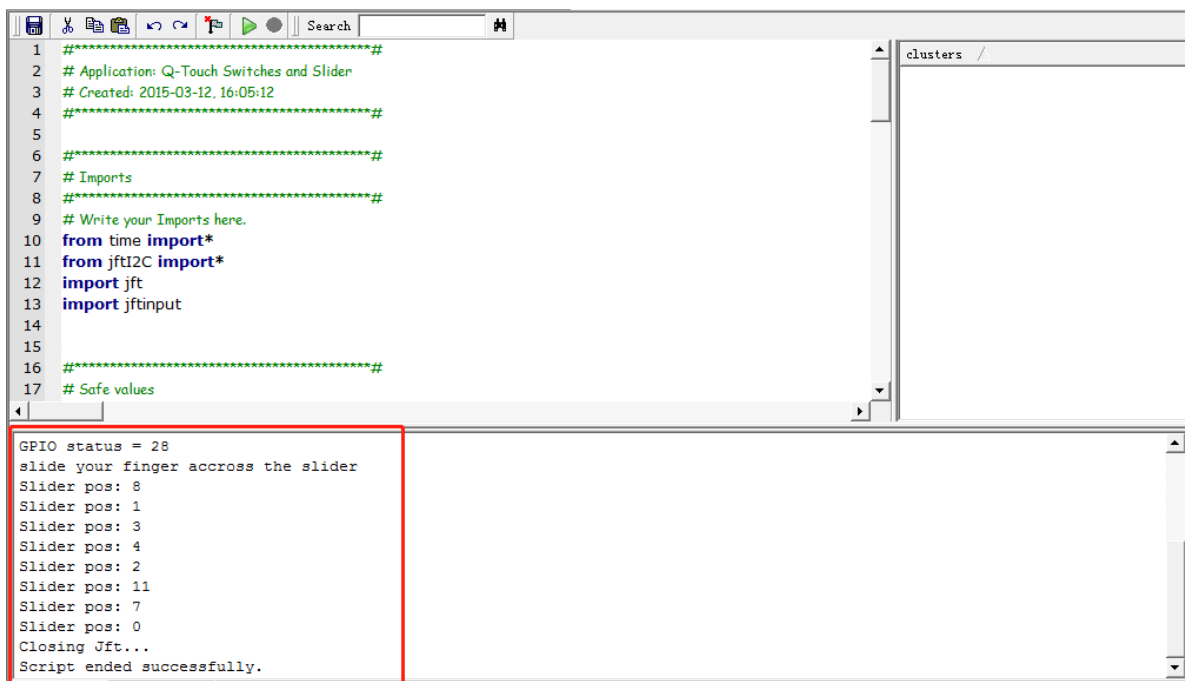 Search
1 #******************************************#
2 # Application: Q-Touch Switches and Slider
3 # Created: 2015-03-12, 16:05:12
4 #******************************************#
5
6 #******************************************#
7 # Imports
8 #******************************************#
9 # Write your Imports here.
10 from time import*
11 from jftI2C import*
12 import jft
13 import jftinput
14
15
16 #******************************************#
17 # Safe values
clusters /
GPIO status = 28
slide your finger accross the slider
Slider pos: 8
Slider pos: 1
Slider pos: 3
Slider pos: 4
Slider pos: 2
Slider pos: 11
Slider pos: 7
Slider pos: 0
Closing Jft...
Script ended successfully.